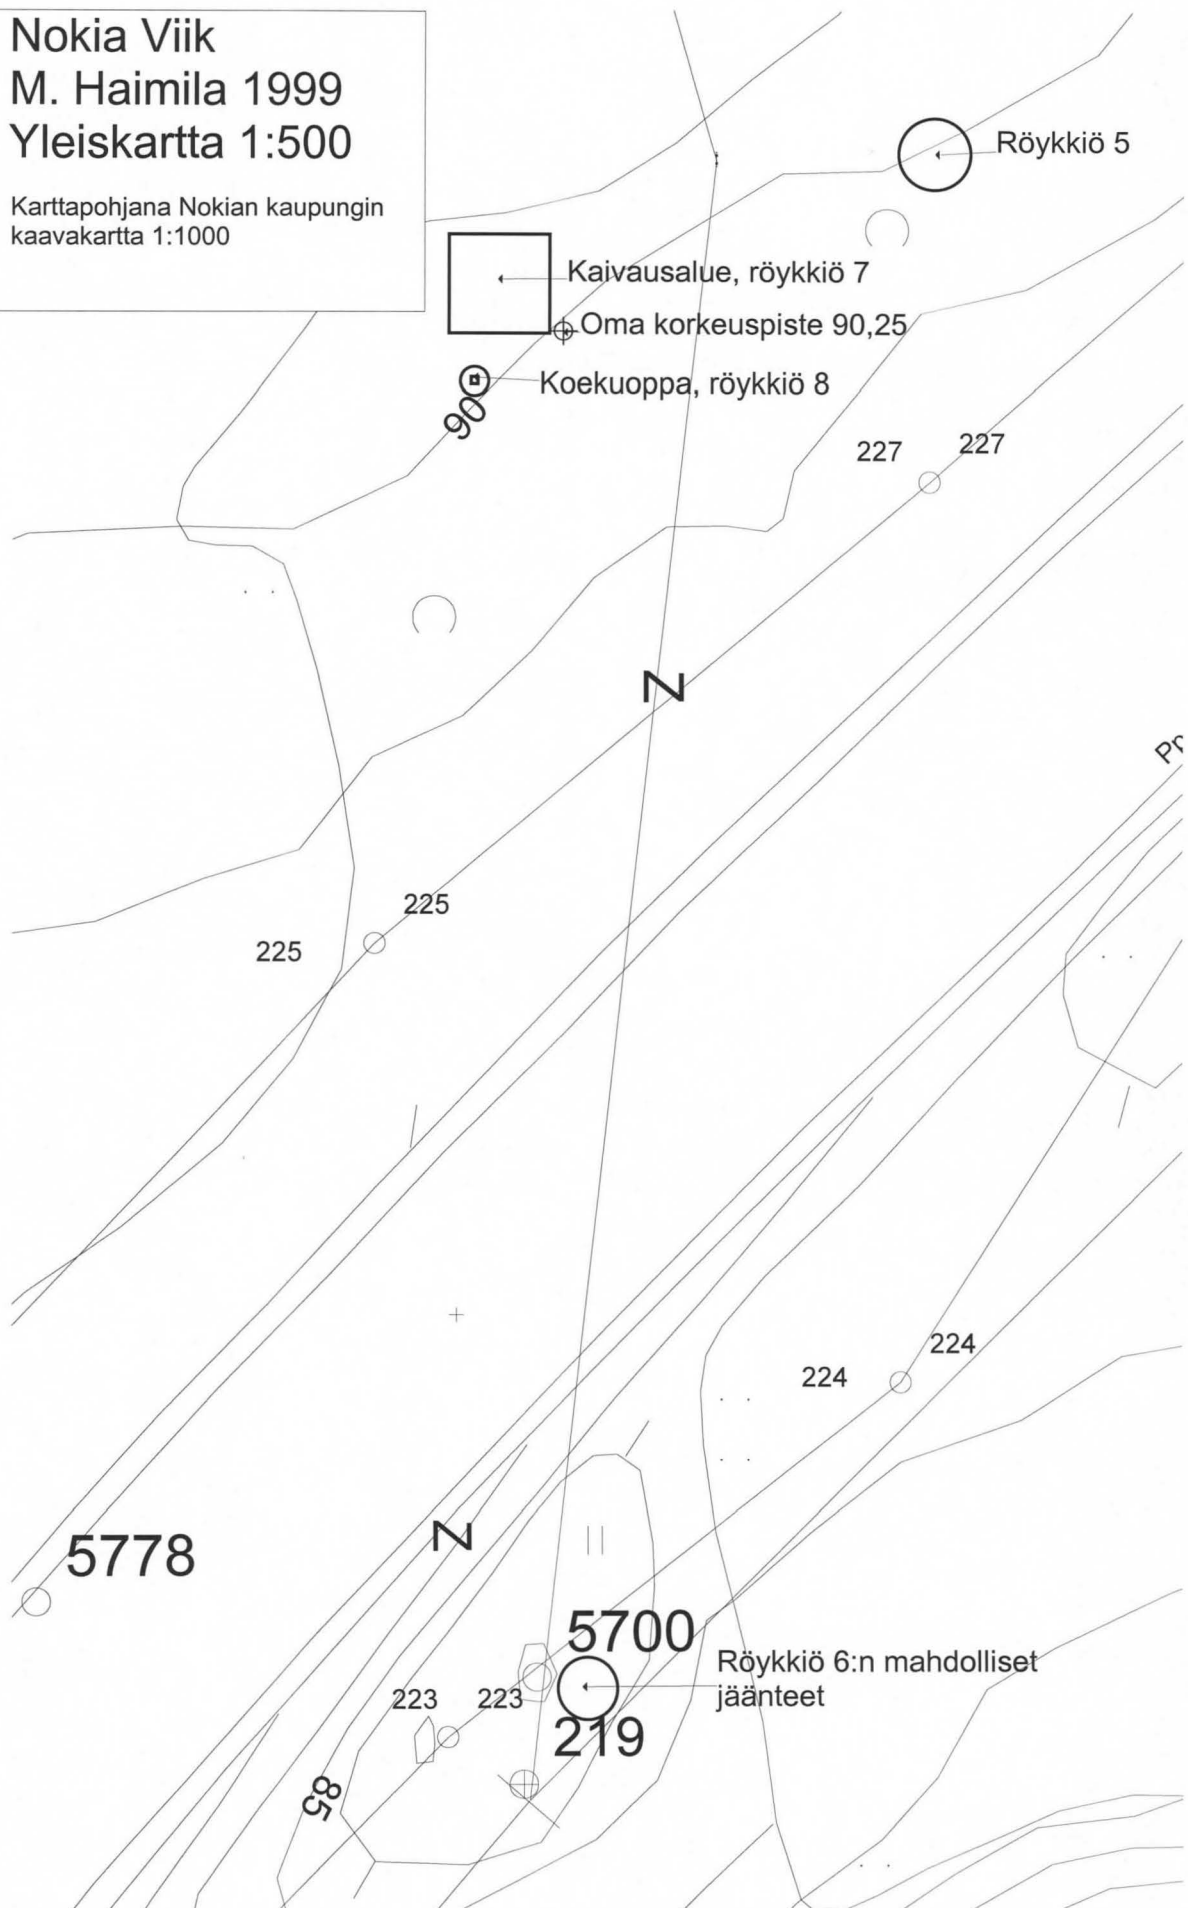 Nokia Viik
M. Haimila 1999
Yleiskartta 1:500
Karttapohjana Nokian kaupungin
kaavakartta 1:1000
Röykkiö 5
Kaivausalue, röykkiö 7
Oma korkeuspiste 90,25
Koekuoppa, röykkiö 8
90
227 227
N
Pp
225
225
224
224
5778
N
5700
Röykkiö 6:n mahdolliset
jäänteet
223 223
219
85